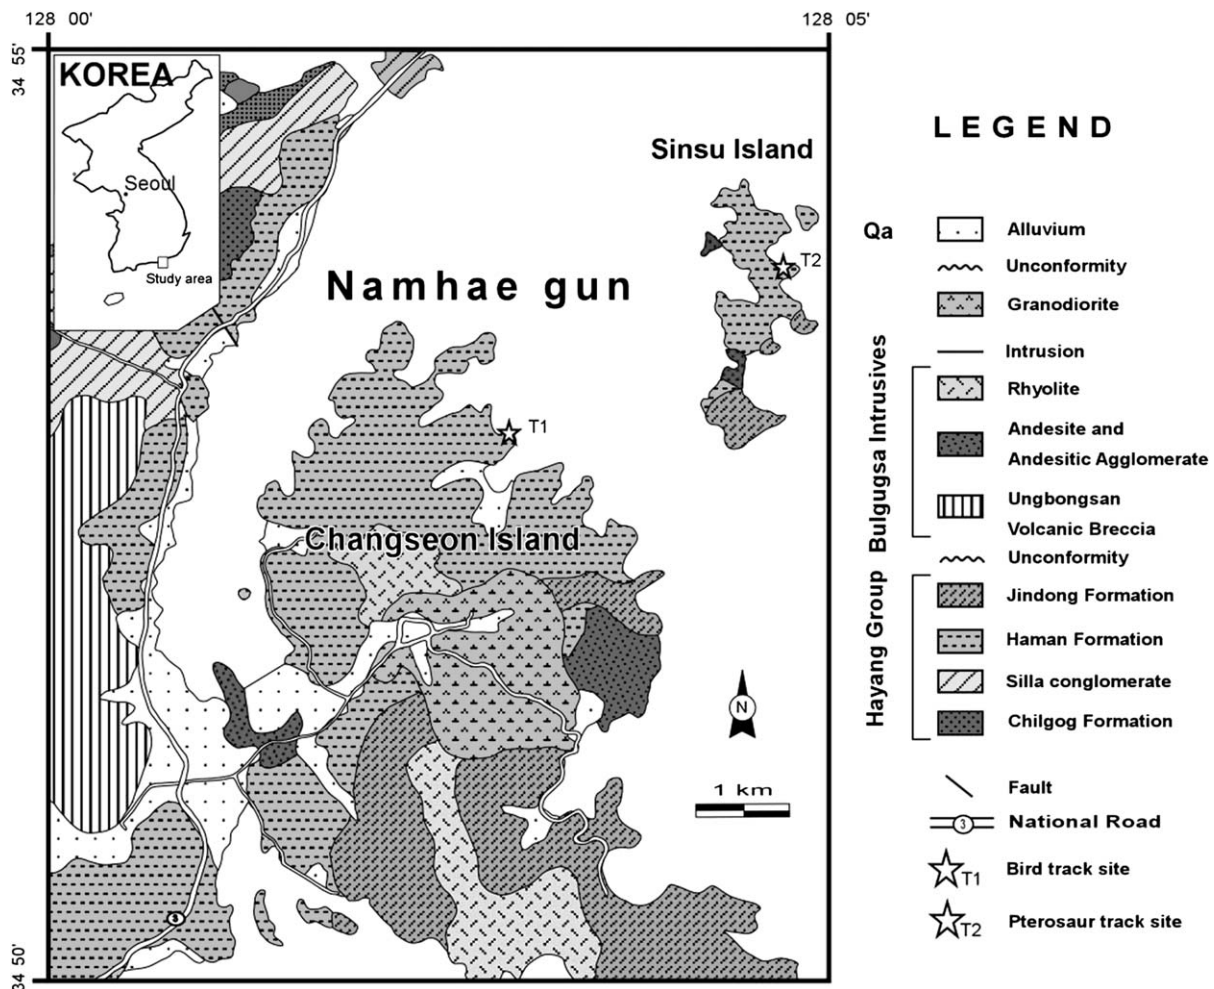 128 00'
128 05'
34 55'
KOREA
Seoul
Study area
Sinsu Island
T2
Namhae gun
T1
Changseon Island
N
1 km
3
34 50'
LEGEND
Qa
Alluvium
Unconformity
Granodiorite
Intrusion
Bulgugsa Intrusives
Rhyolite
Andesite and
Andesitic Agglomerate
Ungbongsan
Volcanic Breccia
Unconformity
Hayang Group
Jindong Formation
Haman Formation
Silla conglomerate
Chilgog Formation
Fault
3
National Road
T1
Bird track site
T2
Pterosaur track site